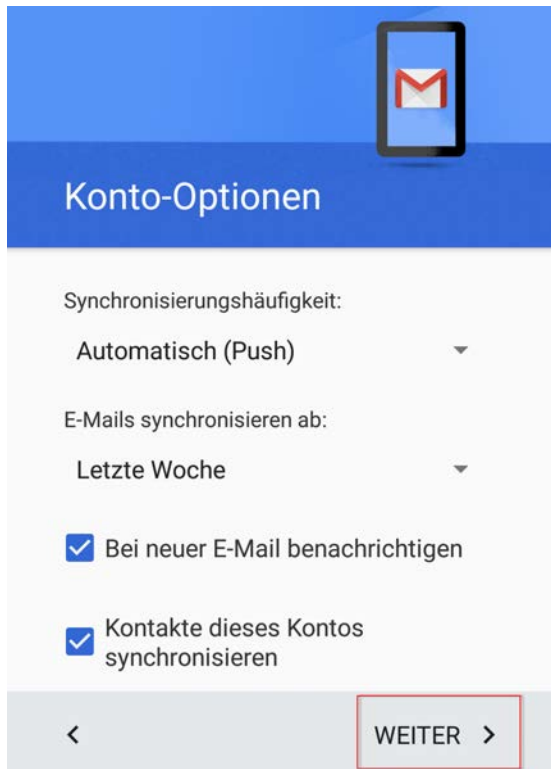 Konto-Optionen
Synchronisierungshäufigkeit:
Automatisch (Push)
E-Mails synchronisieren ab:
Letzte Woche
Bei neuer E-Mail benachrichtigen
Kontakte dieses Kontos
synchronisieren
WEITER